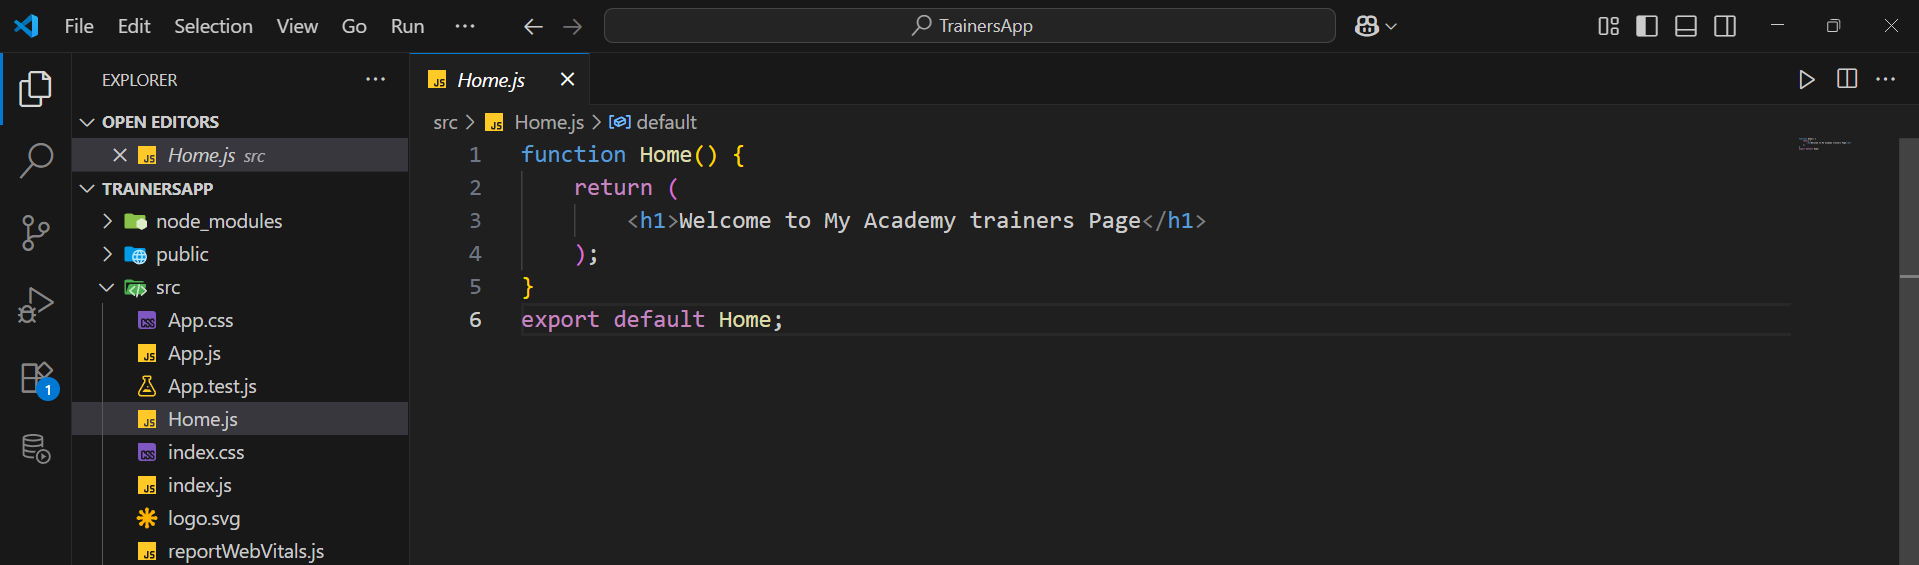 File Edit Selection View Go Run ··· TrainersApp
EXPLORER ···
OPEN EDITORS
Home.js src
TRAINERSAPP
node_modules
public
src
App.css
App.js
App.test.js
Home.js
index.css
index.js
logo.svg
reportWebVitals.js
1
Home.js
src > Home.js > default
1 function Home() {
2 return (
3 <h1>Welcome to My Academy trainers Page</h1>
4 );
5 }
6 export default Home;